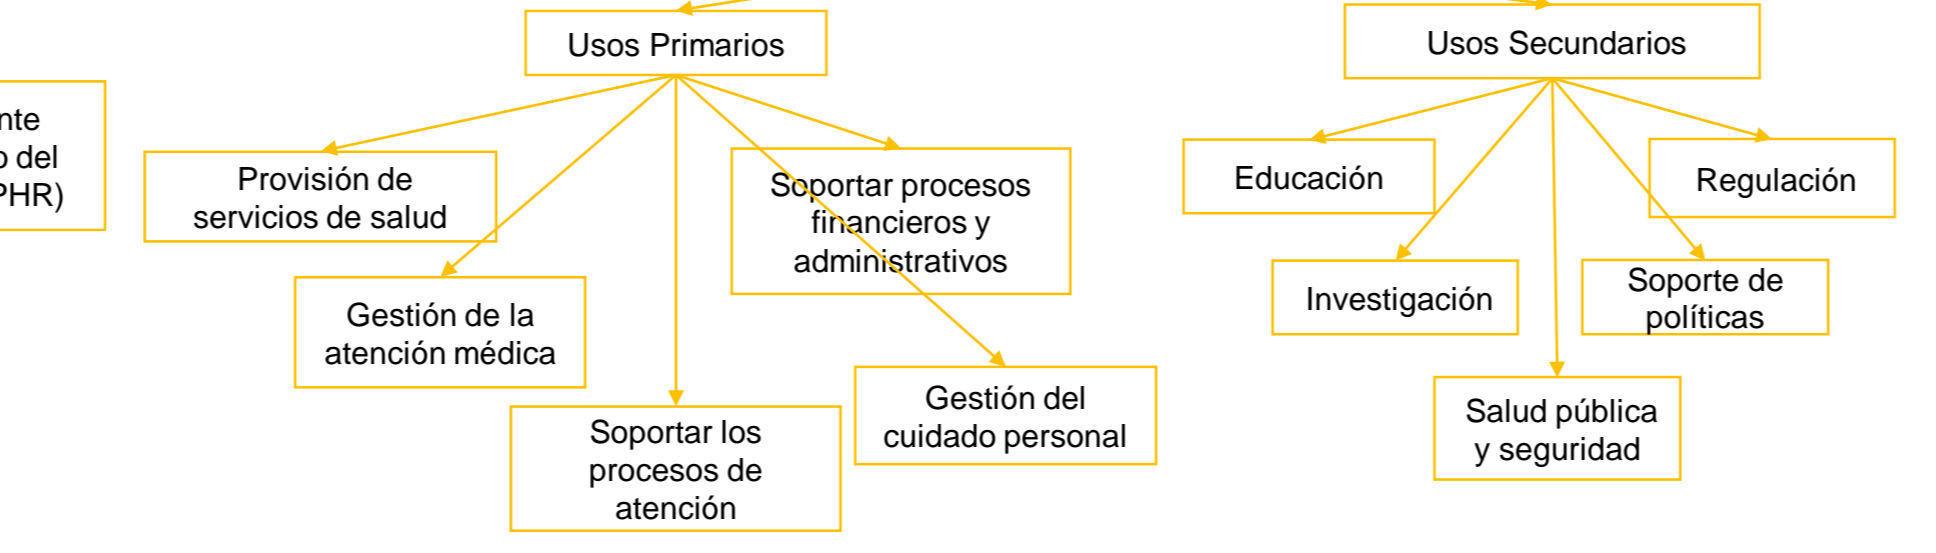 nte
o del
PHR)
Usos Primarios
Provisión de
servicios de salud
Gestión de la
atención médica
Soportar los
procesos de
atención
Soportar procesos
financieros y
administrativos
Gestión del
cuidado personal
Usos Secundarios
Educación
Investigación
Salud pública
y seguridad
Soporte de
políticas
Regulación